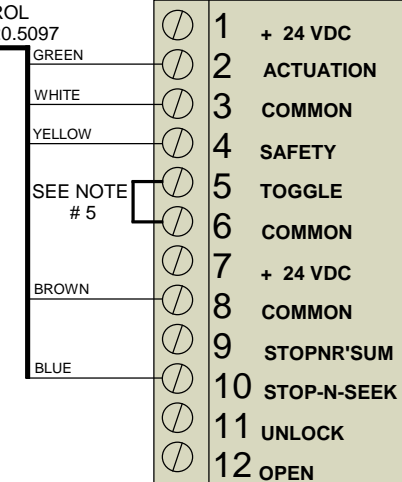 ROL
0.5097
GREEN
WHITE
YELLOW
SEE NOTE
# 5
BROWN
BLUE
1 + 24 VDC
2 ACTUATION
3 COMMON
4 SAFETY
5 TOGGLE
6 COMMON
7 + 24 VDC
8 COMMON
9 STOPNR'SUM
10 STOP-N-SEEK
11 UNLOCK
12 OPEN